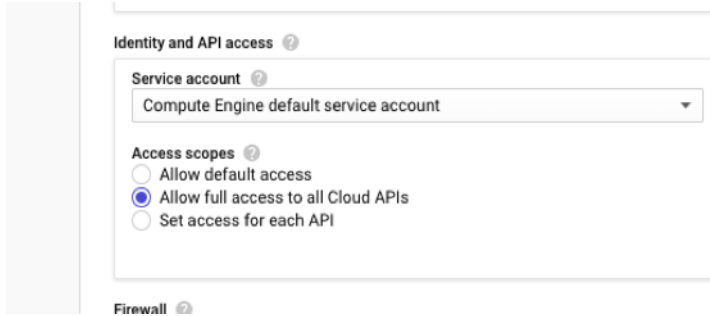 Identity and API access
Service account
Compute Engine default service account
Access scopes
Allow default access
Allow full access to all Cloud APIs
Set access for each API
Firewall